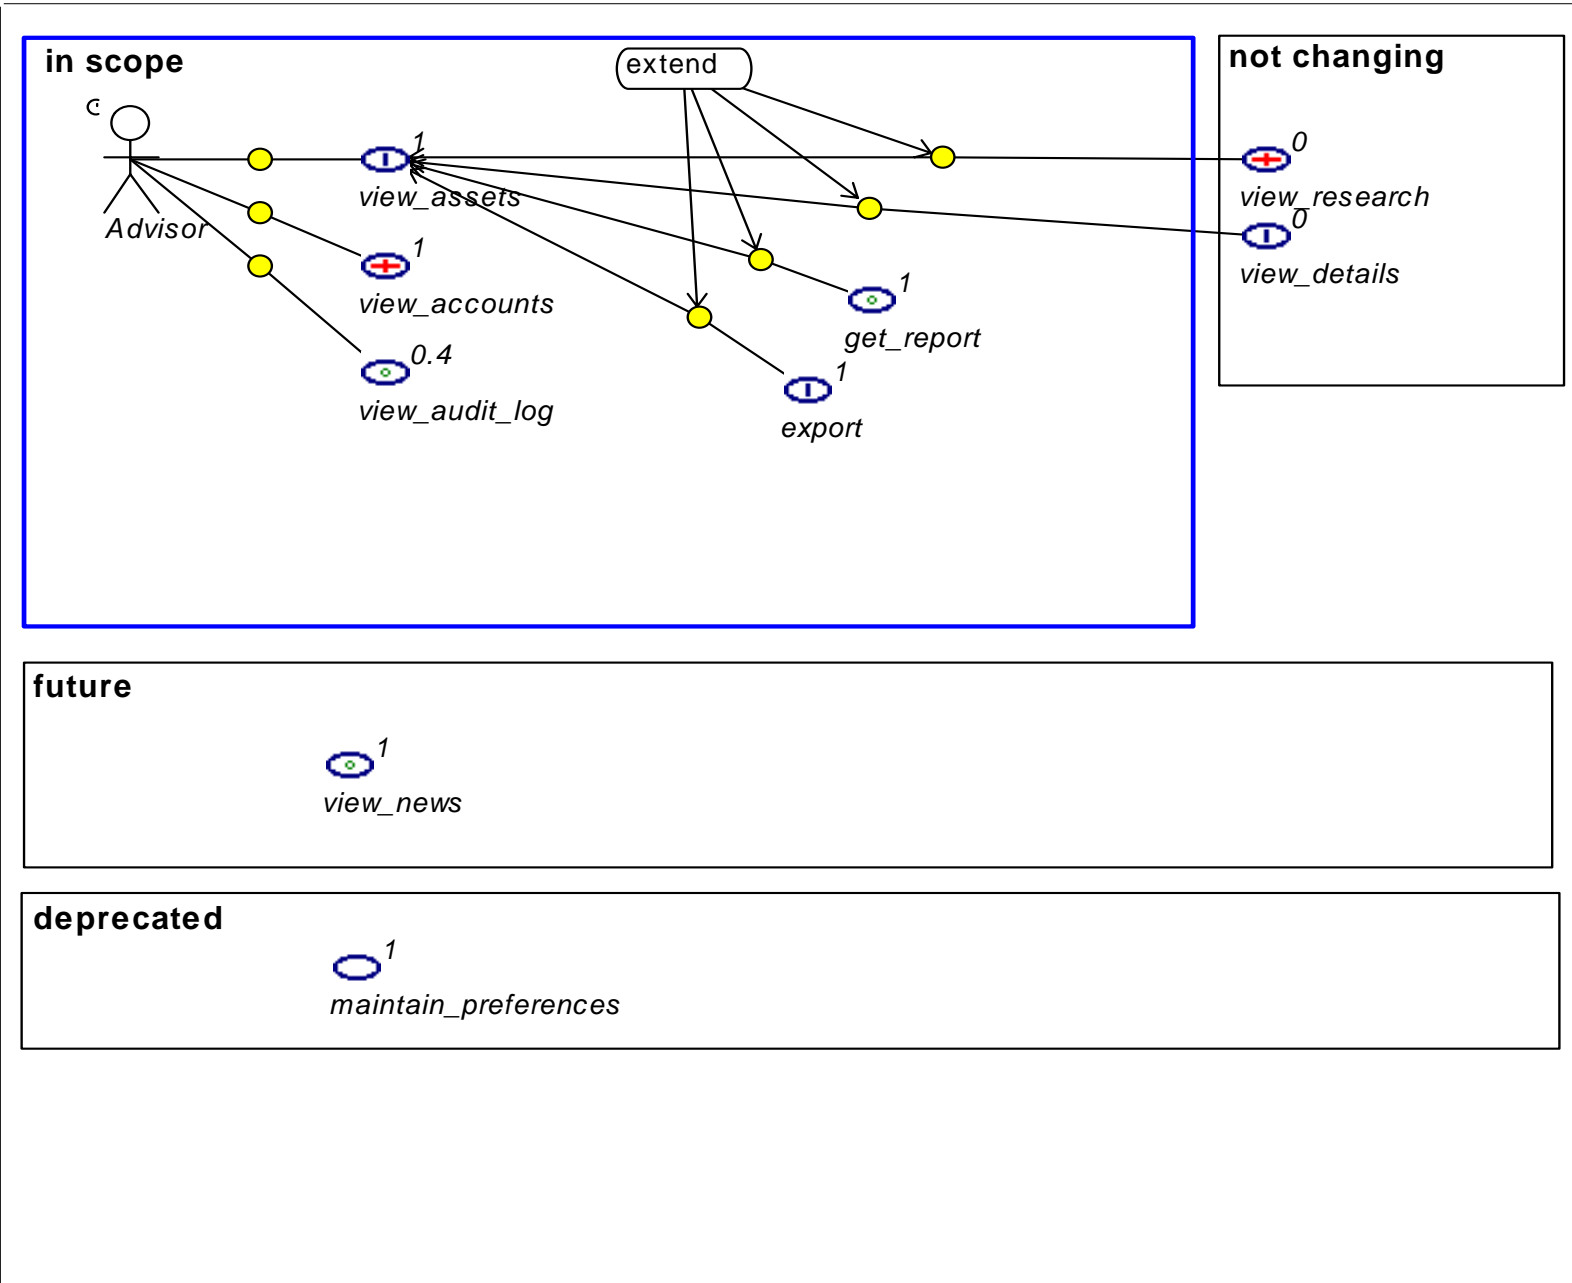 in scope
extend
not changing
1
view_assets
0
view_research
Advisor
1
view_accounts
0
view_details
1
get_report
0.4
view_audit_log
1
export
future
1
view_news
deprecated
1
maintain_preferences